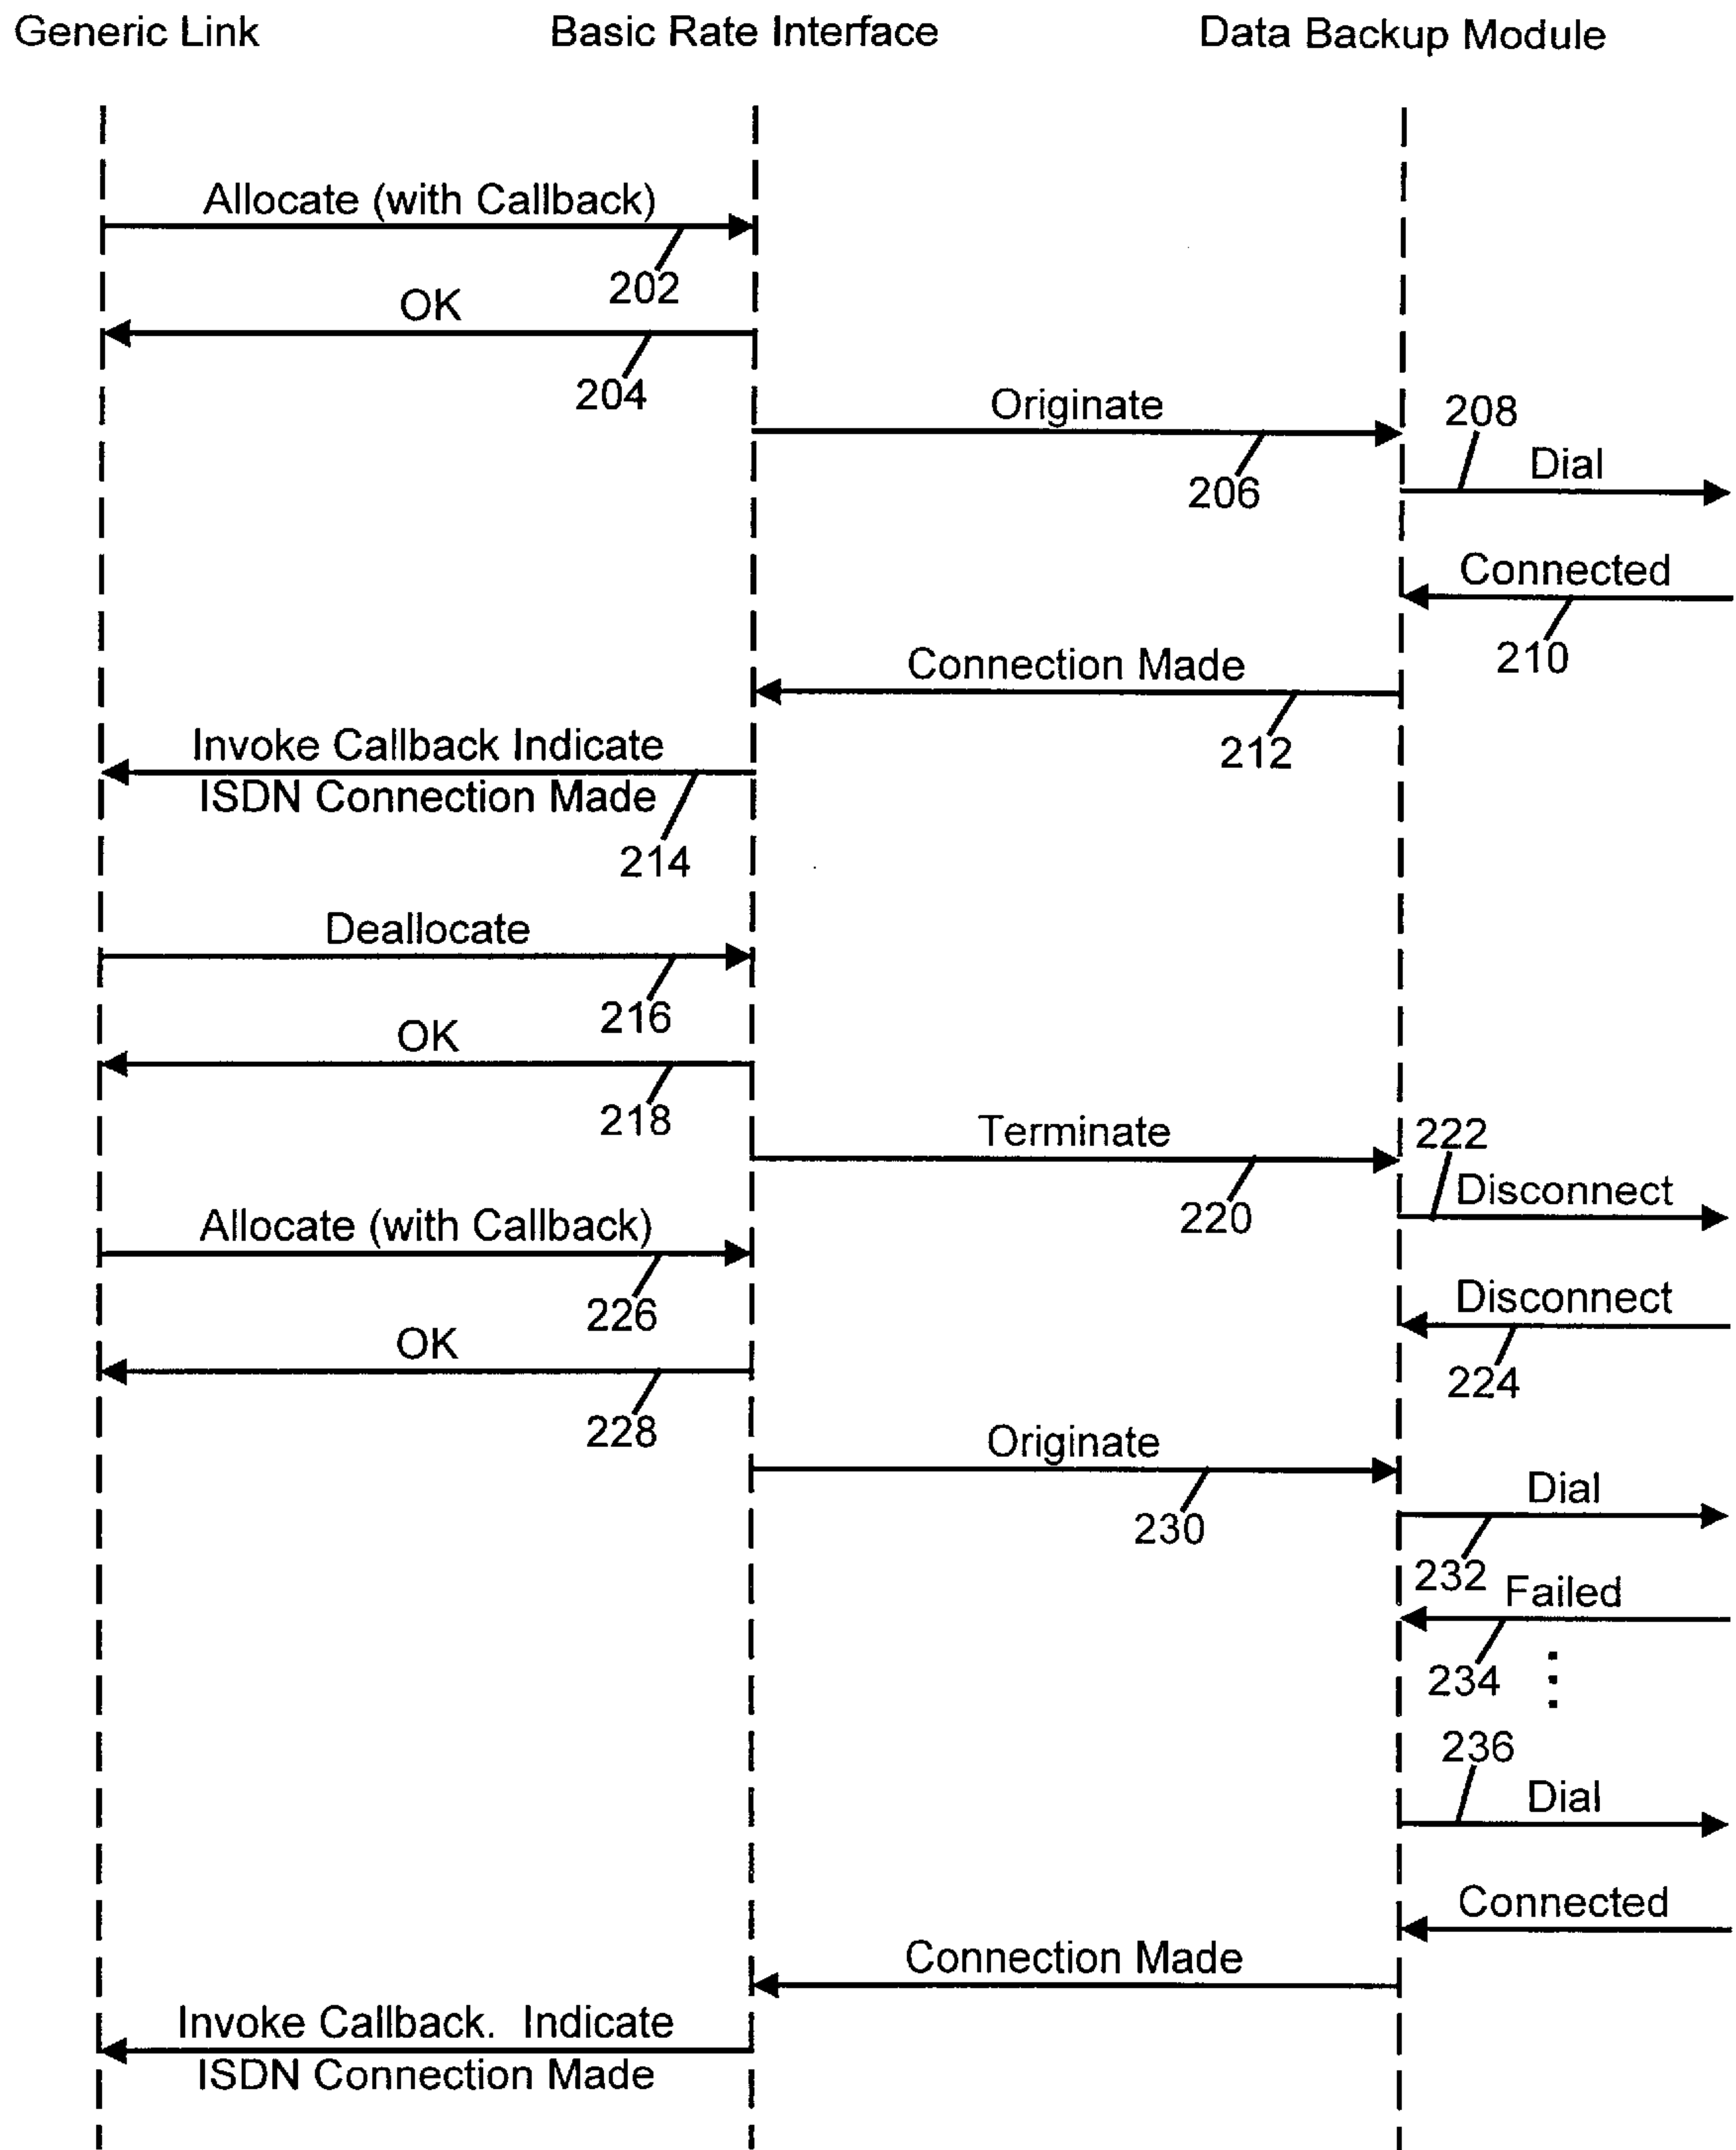 Generic Link
Basic Rate Interface
Data Backup Module
Allocate (with Callback)
202
OK
204
Originate
206
208
Dial
Connected
210
Connection Made
212
Invoke Callback Indicate
ISDN Connection Made
214
Deallocate
216
OK
218
Terminate
220
222
Disconnect
Allocate (with Callback)
226
Disconnect
224
OK
228
Originate
230
Dial
232
Failed
234
236
Dial
Connected
Connection Made
Invoke Callback. Indicate
ISDN Connection Made